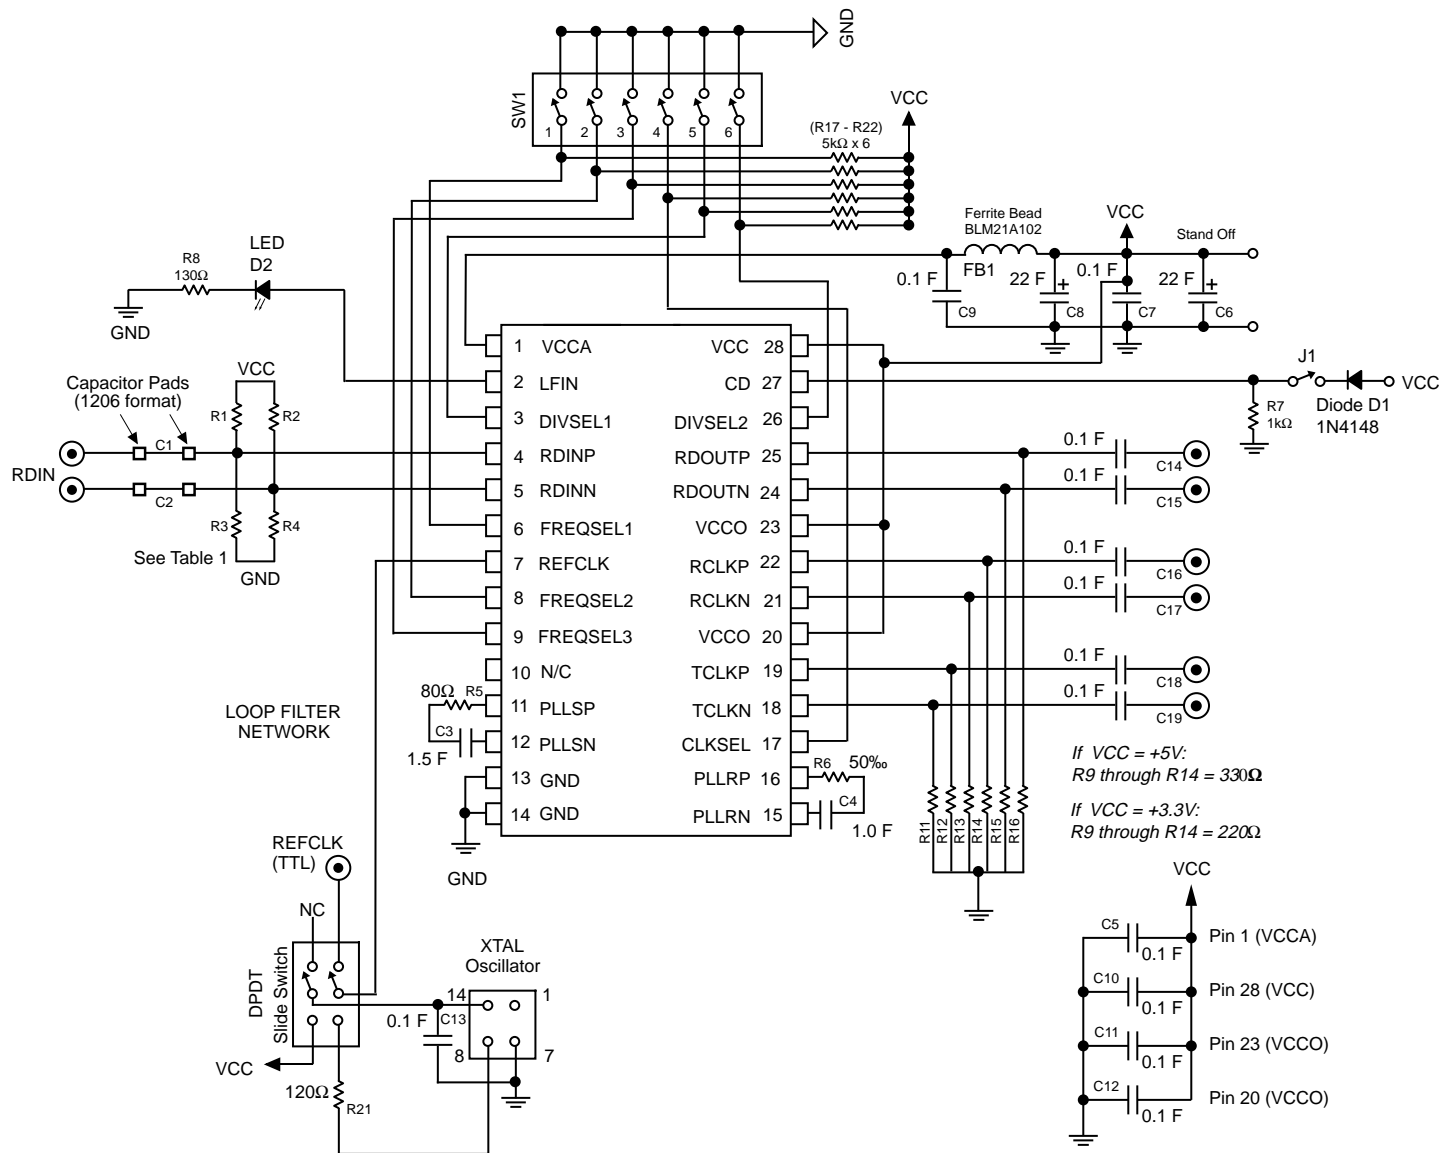 GND
SW1
1 2 3 4 5 6
VCC
(R17 - R22)
5kΩ x 6
Ferrite Bead
BLM21A102
FB1
VCC
Stand Off
0.1 F
C9
22 F
+
C8
0.1 F
C7
22 F
+
C6
LED
D2
R8
130Ω
GND
Capacitor Pads
(1206 format)
VCC
R1
R2
C1
RDIN
C2
R3
R4
See Table 1
GND
1 VCCA
2 LFIN
3 DIVSEL1
4 RDINP
5 RDINN
6 FREQSEL1
7 REFCLK
8 FREQSEL2
9 FREQSEL3
10 N/C
11 PLLSP
12 PLLSN
13 GND
14 GND
VCC 28
CD 27
DIVSEL2 26
RDOUTP 25
RDOUTN 24
VCCO 23
RCLKP 22
RCLKN 21
VCCO 20
TCLKP 19
TCLKN 18
CLKSEL 17
PLLRP 16
PLLRN 15
J1
VCC
R7
1kΩ
Diode D1
1N4148
0.1 F
C14
0.1 F
C15
0.1 F
C16
0.1 F
C17
0.1 F
C18
0.1 F
C19
LOOP FILTER
NETWORK
80Ω R5
C3
1.5 F
R6 50‰
C4
1.0 F
GND
R11
R12
R13
R14
R15
R16
If VCC = +5V:
R9 through R14 = 330Ω
If VCC = +3.3V:
R9 through R14 = 220Ω
REFCLK
(TTL)
NC
DPDT
Slide Switch
VCC
120Ω
R21
XTAL
Oscillator
14
1
0.1 F
C13
8
7
VCC
C5
0.1 F
Pin 1 (VCCA)
C10
0.1 F
Pin 28 (VCC)
C11
0.1 F
Pin 23 (VCCO)
C12
0.1 F
Pin 20 (VCCO)